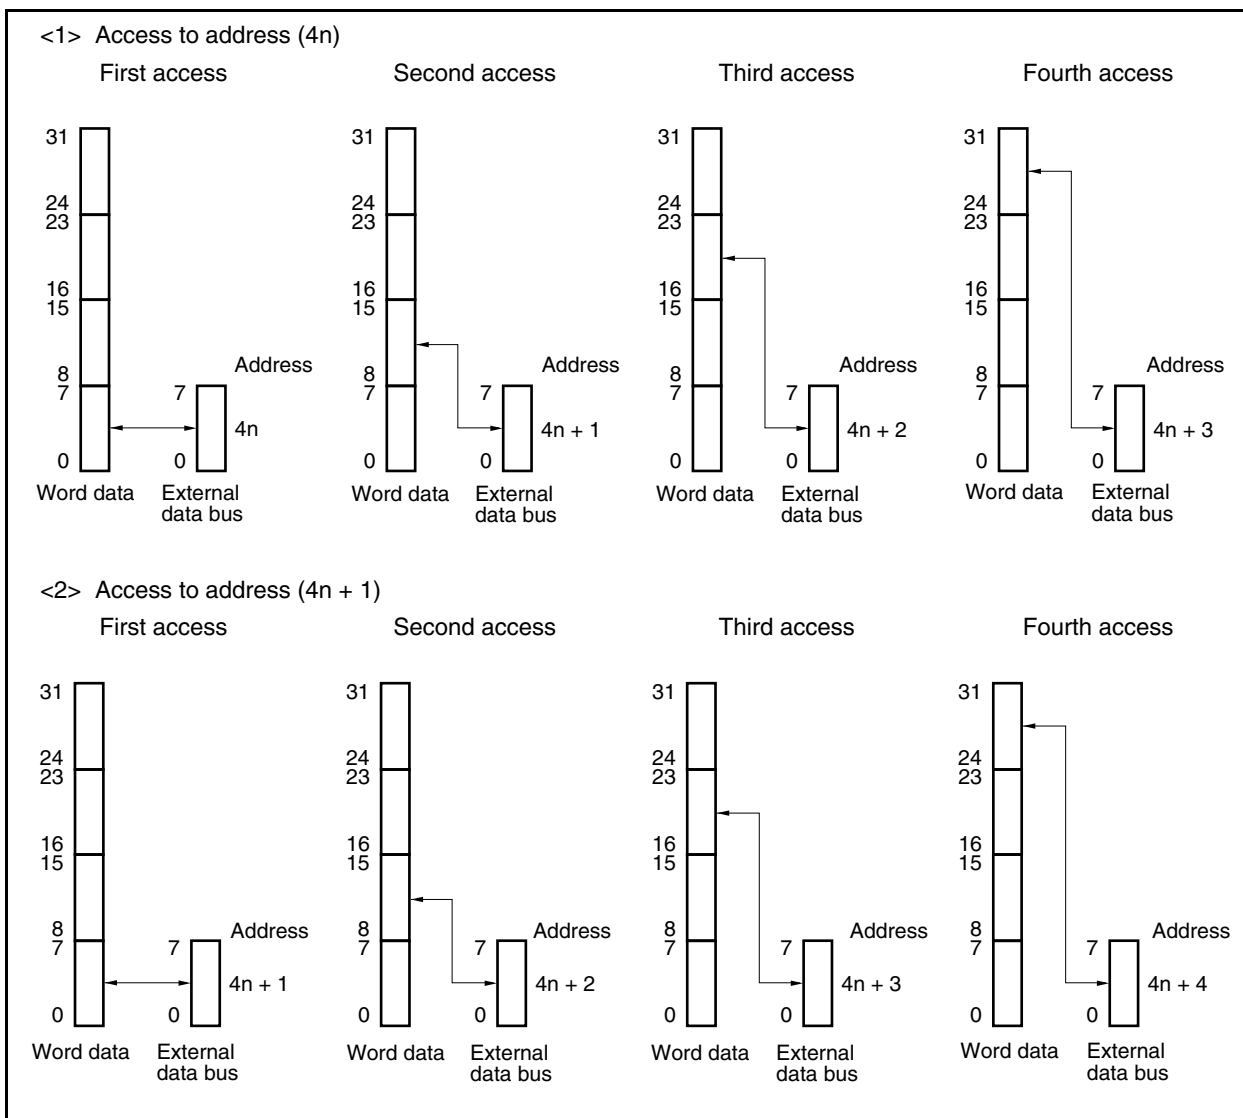 <1> Access to address (4n)
First access Second access Third access Fourth access
31 31 31 31
24 24 24 24
23 23 23 23
16 16 16 16
15 15 15 15
Address Address Address Address
8 8 8 8
7 7 7 7 7 7 7 7
4n 4n + 1 4n + 2 4n + 3
0 0 0 0 0 0 0 0
Word data External Word data External Word data External Word data External
data bus data bus data bus data bus
<2> Access to address (4n + 1)
First access Second access Third access Fourth access
31 31 31 31
24 24 24 24
23 23 23 23
16 16 16 16
15 15 15 15
8 Address 8 Address 8 Address 8 Address
7 7 7 7 7 7 7 7
4n + 1 4n + 2 4n + 3 4n + 4
0 0 0 0 0 0 0 0
Word data External Word data External Word data External Word data External
data bus data bus data bus data bus